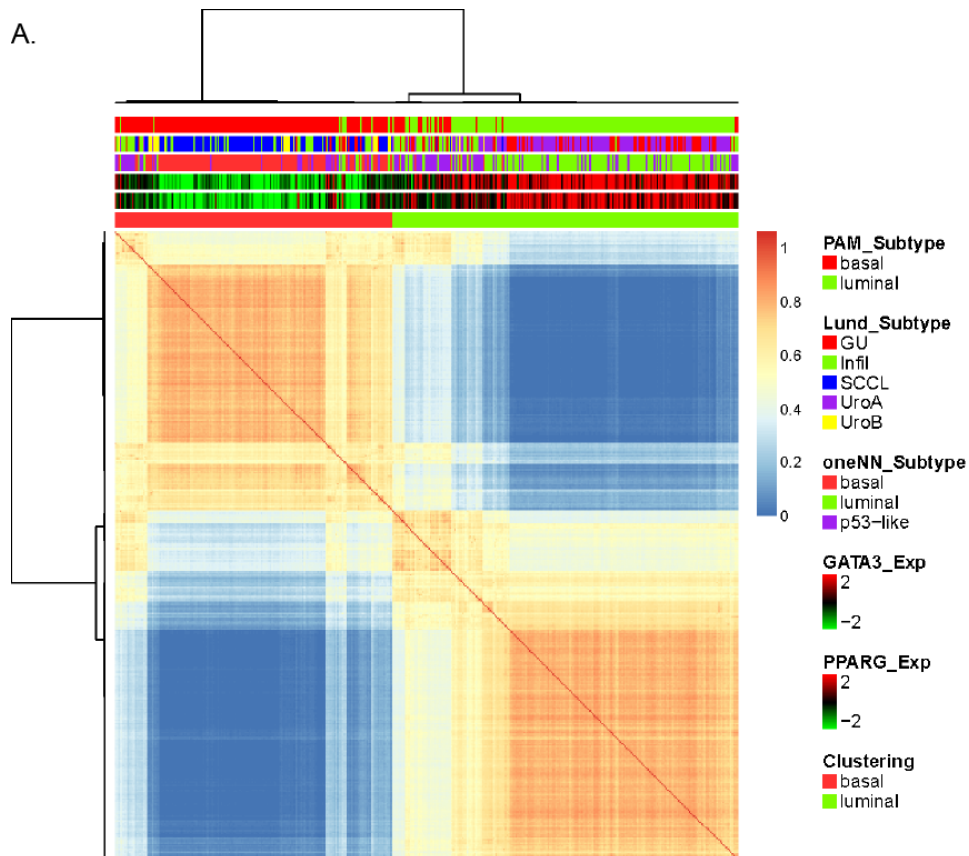 A.
1
0.8
0.6
0.4
0.2
0
PAM_Subtype
basal
luminal
Lund_Subtype
GU
Infil
SCCL
UroA
UroB
oneNN_Subtype
basal
luminal
p53−like
GATA3_Exp
2
−2
PPARG_Exp
2
−2
Clustering
basal
luminal